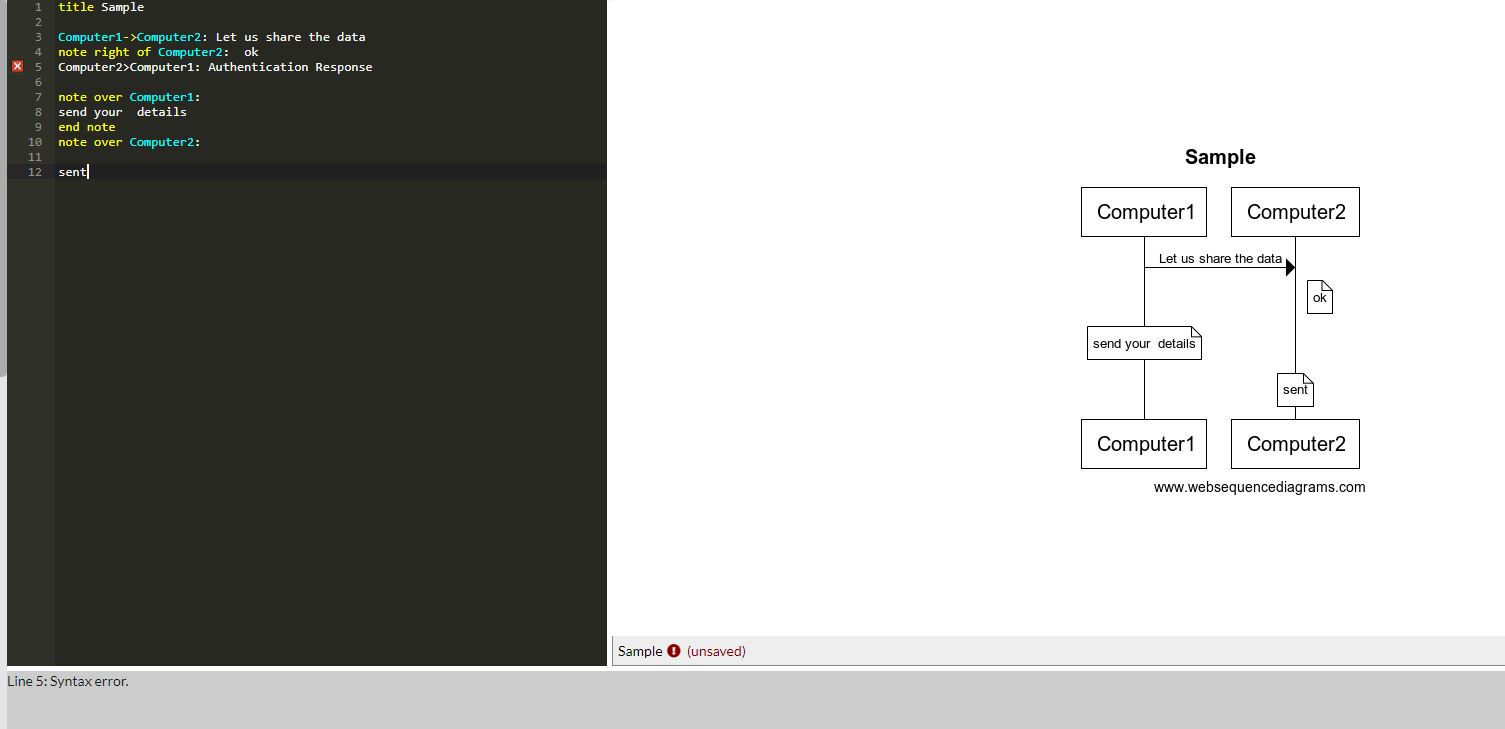 1 title Sample
2
3 Computer1->Computer2: Let us share the data
4 note right of Computer2:  ok
5 Computer2>Computer1: Authentication Response
6
7 note over Computer1:
8 send your  details
9 end note
10 note over Computer2:
11
12 sent
Sample
Computer1 Computer2
Let us share the data
ok
send your  details
sent
Computer1 Computer2
www.websequencediagrams.com
Sample (unsaved)
Line 5: Syntax error.